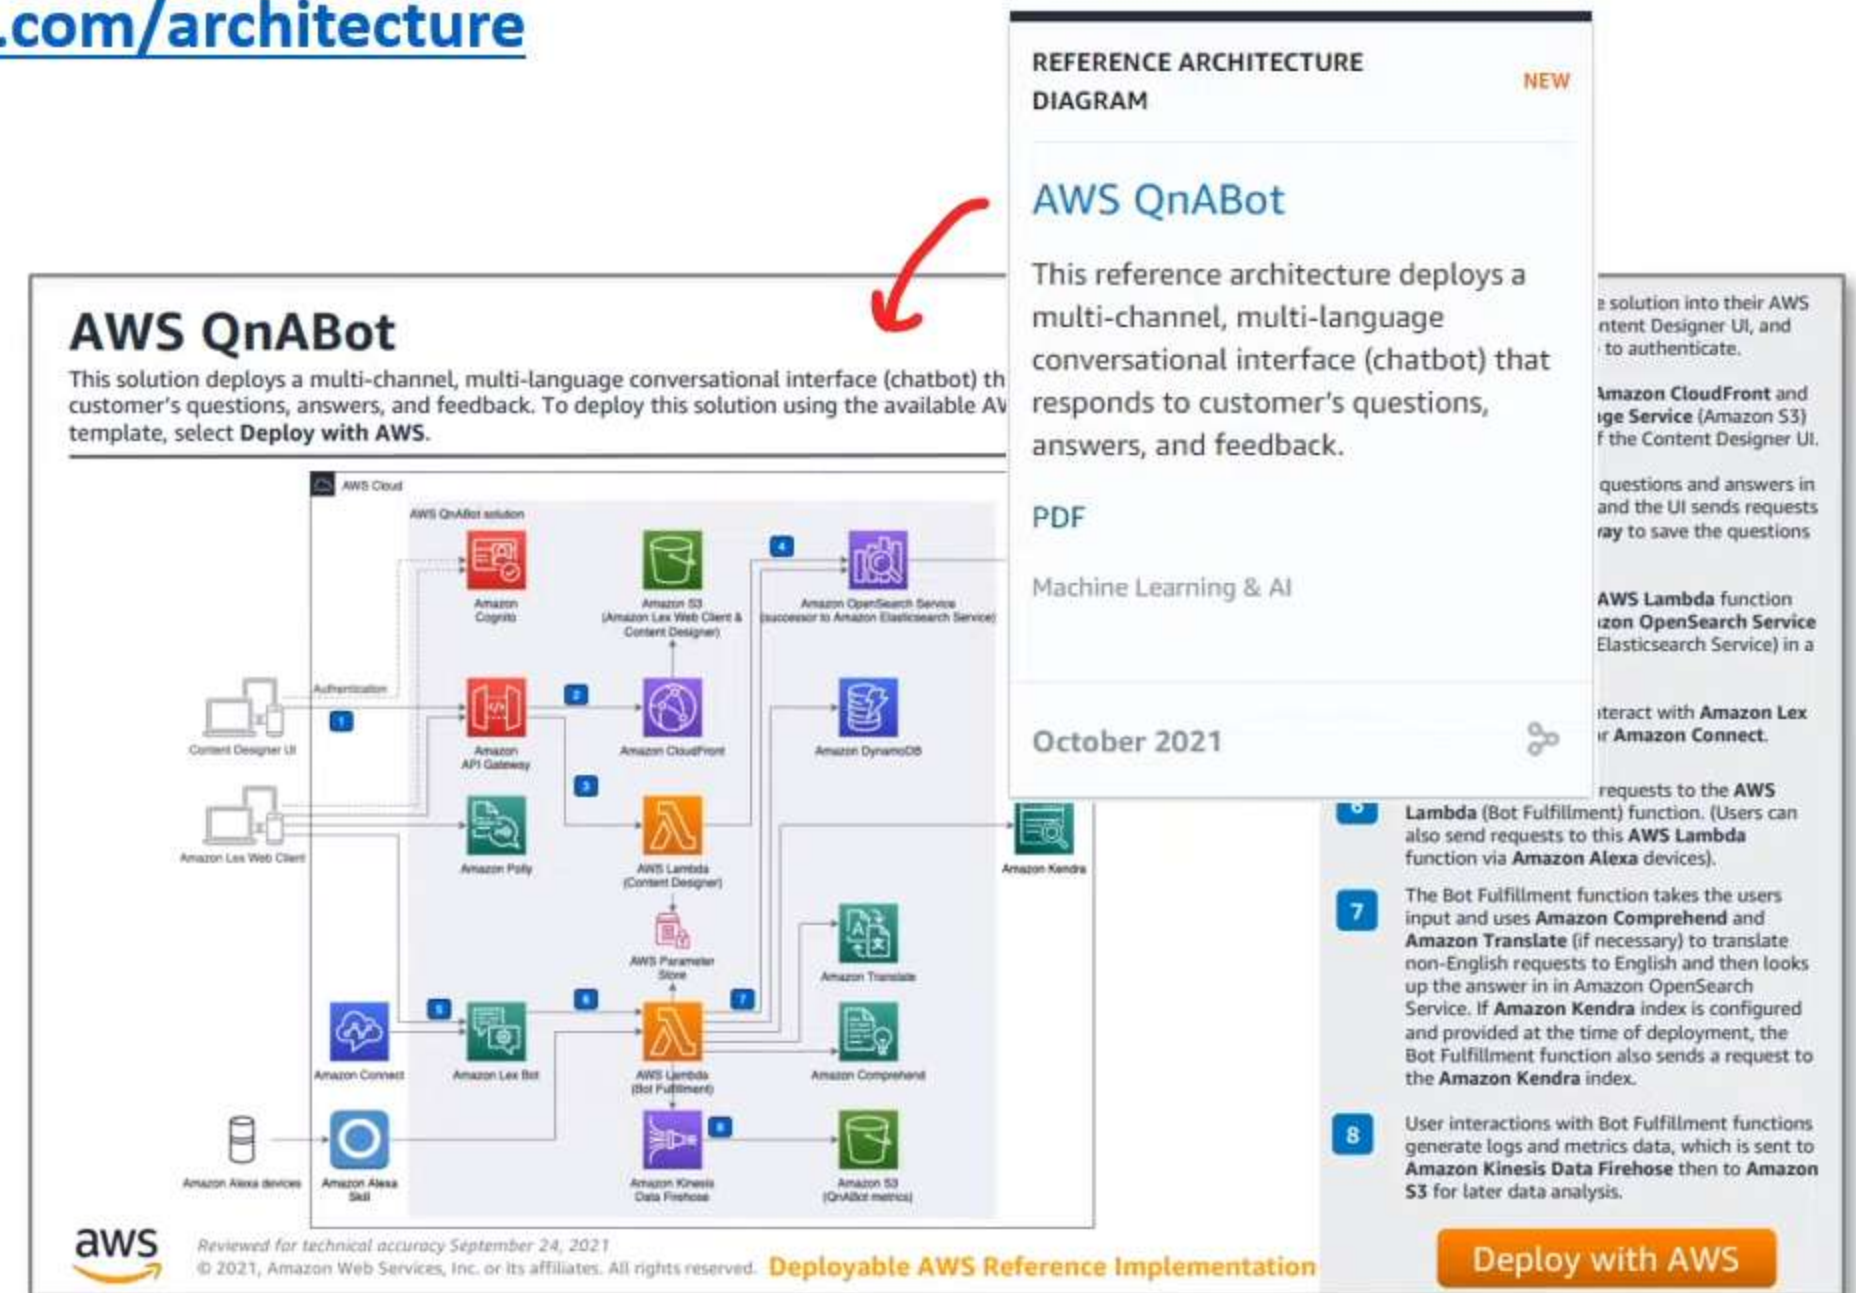 .com/architecture
REFERENCE ARCHITECTURE
DIAGRAM
NEW
AWS QnABot
This reference architecture deploys a
multi-channel, multi-language
conversational interface (chatbot) that
responds to customer's questions,
answers, and feedback.
PDF
Machine Learning & AI
October 2021
AWS QnABot
This solution deploys a multi-channel, multi-language conversational interface (chatbot) th
customer's questions, answers, and feedback. To deploy this solution using the available AW
template, select Deploy with AWS.
AWS Cloud
AWS QnABot solution
4
Amazon
Cognito
Amazon S3
(Amazon Lex Web Client &
Content Designer)
Amazon OpenSearch Service
(successor to Amazon Elasticsearch Service)
Authentication
1
2
Content Designer UI
Amazon
API Gateway
Amazon CloudFront
Amazon DynamoDB
3
Amazon Lex Web Client
Amazon Polly
AWS Lambda
(Content Designer)
Amazon Kendra
AWS Parameter
Store
Amazon Translate
5
6
7
Amazon Connect
Amazon Lex Bot
AWS Lambda
(Bot Fulfillment)
Amazon Comprehend
8
Amazon Alexa devices
Amazon Alexa
Skill
Amazon Kinesis
Data Firehose
Amazon S3
(QnABot metrics)
e solution into their AWS
ntent Designer UI, and
to authenticate.
Amazon CloudFront and
ge Service (Amazon S3)
f the Content Designer UI.
questions and answers in
and the UI sends requests
way to save the questions
AWS Lambda function
zon OpenSearch Service
Elasticsearch Service) in a
nteract with Amazon Lex
r Amazon Connect.
6
requests to the AWS
Lambda (Bot Fulfillment) function. (Users can
also send requests to this AWS Lambda
function via Amazon Alexa devices).
7
The Bot Fulfillment function takes the users
input and uses Amazon Comprehend and
Amazon Translate (if necessary) to translate
non-English requests to English and then looks
up the answer in in Amazon OpenSearch
Service. If Amazon Kendra index is configured
and provided at the time of deployment, the
Bot Fulfillment function also sends a request to
the Amazon Kendra index.
8
User interactions with Bot Fulfillment functions
generate logs and metrics data, which is sent to
Amazon Kinesis Data Firehose then to Amazon
S3 for later data analysis.
aws
Reviewed for technical accuracy September 24, 2021
© 2021, Amazon Web Services, Inc. or its affiliates. All rights reserved.
Deployable AWS Reference Implementation
Deploy with AWS